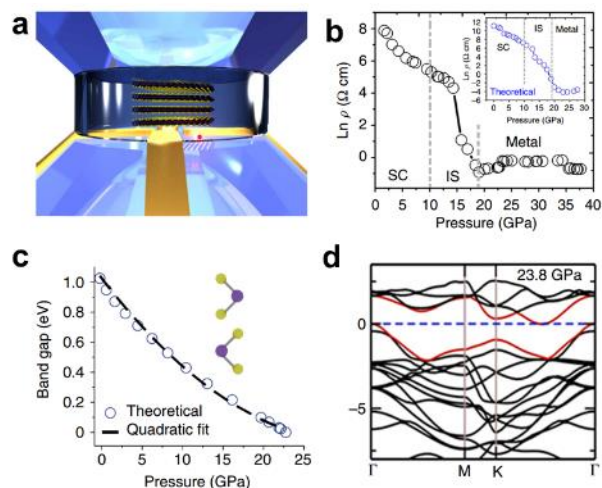 a
b
Ln ρ (Ω cm)
8
6
4
2
0
SC
IS
Metal
0 5 10 15 20 25 30 35 40
Pressure (GPa)
Ln ρ (Ω cm)
12
10
8
6
4
2
0
-2
-4
-6
SC
IS
Metal
Theoretical
0 5 10 15 20 25 30
Pressure (GPa)
c
Band gap (eV)
1.0
0.8
0.6
0.4
0.2
0
Theoretical
Quadratic fit
0 5 10 15 20 25
Pressure (GPa)
d
23.8 GPa
0
−5
Γ M K Γ